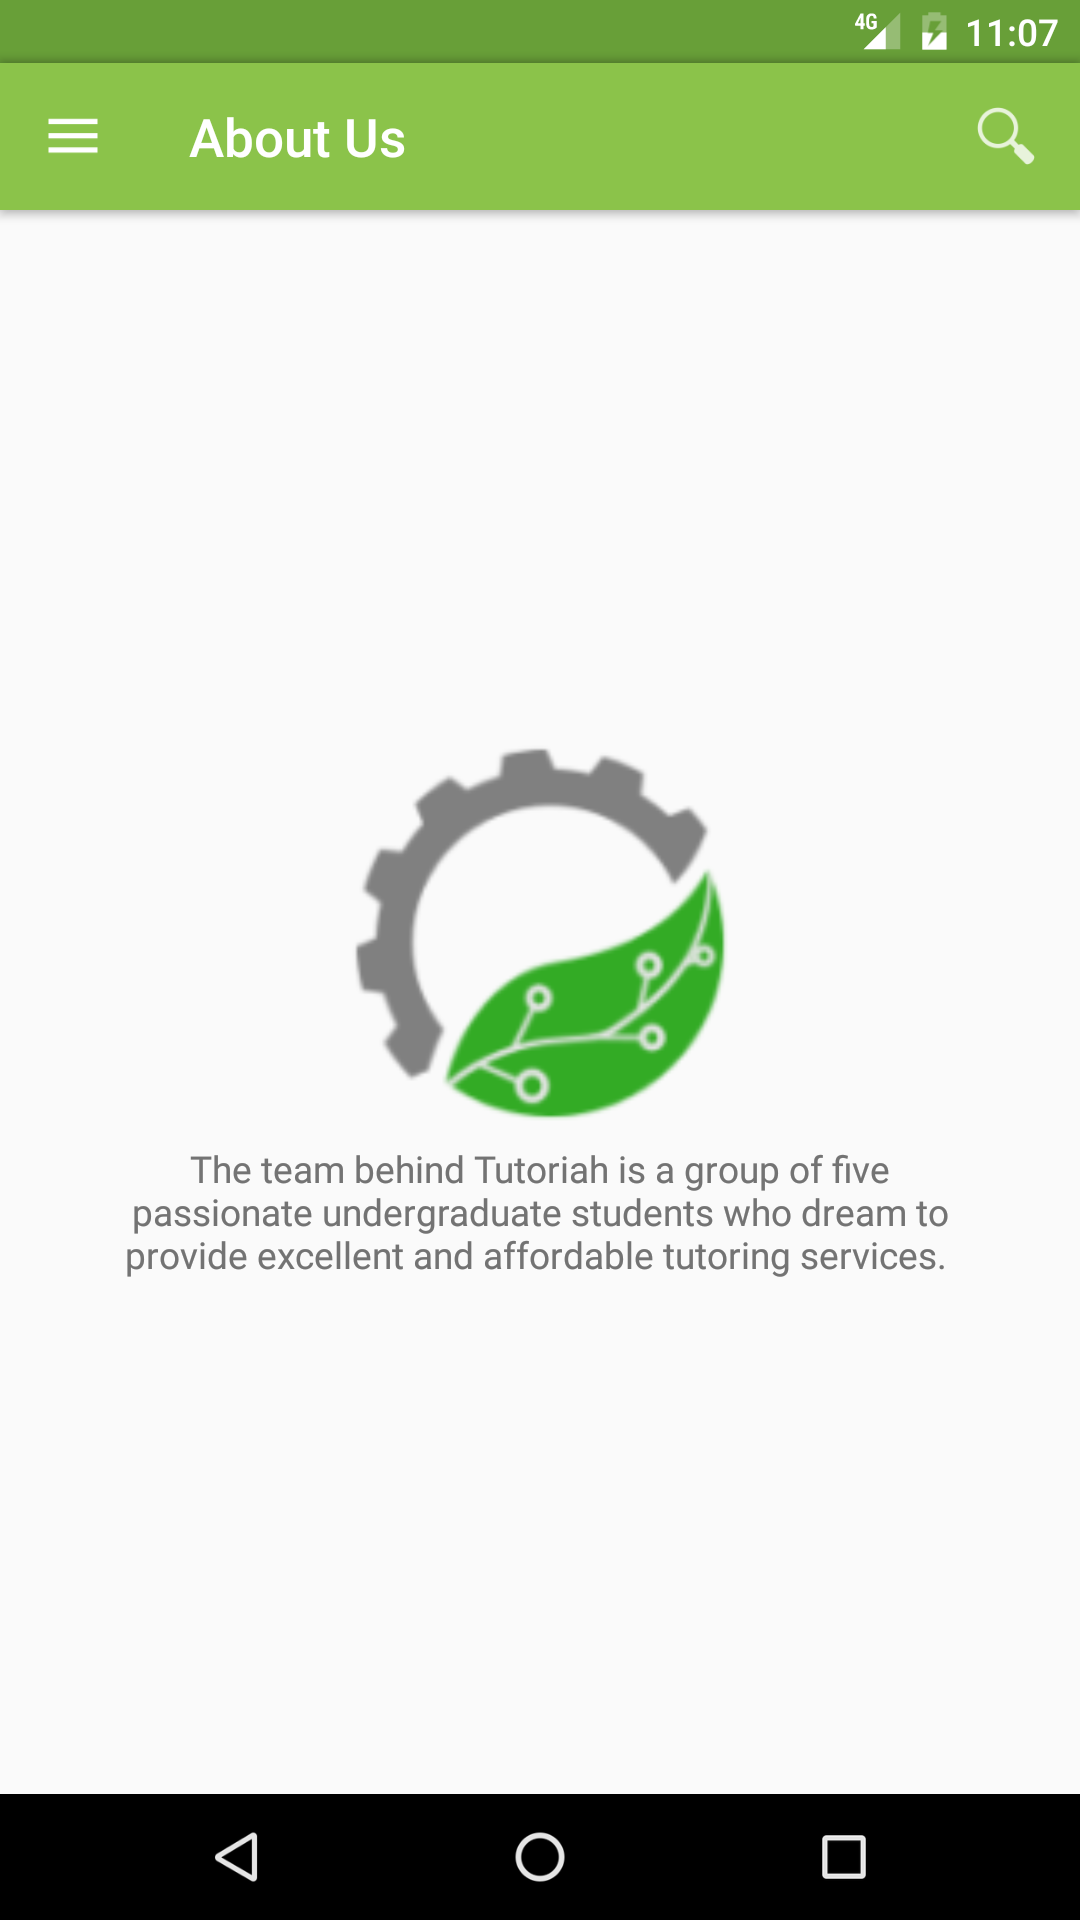 4G 11:07
About Us
The team behind Tutoriah is a group of five
passionate undergraduate students who dream to
provide excellent and affordable tutoring services.